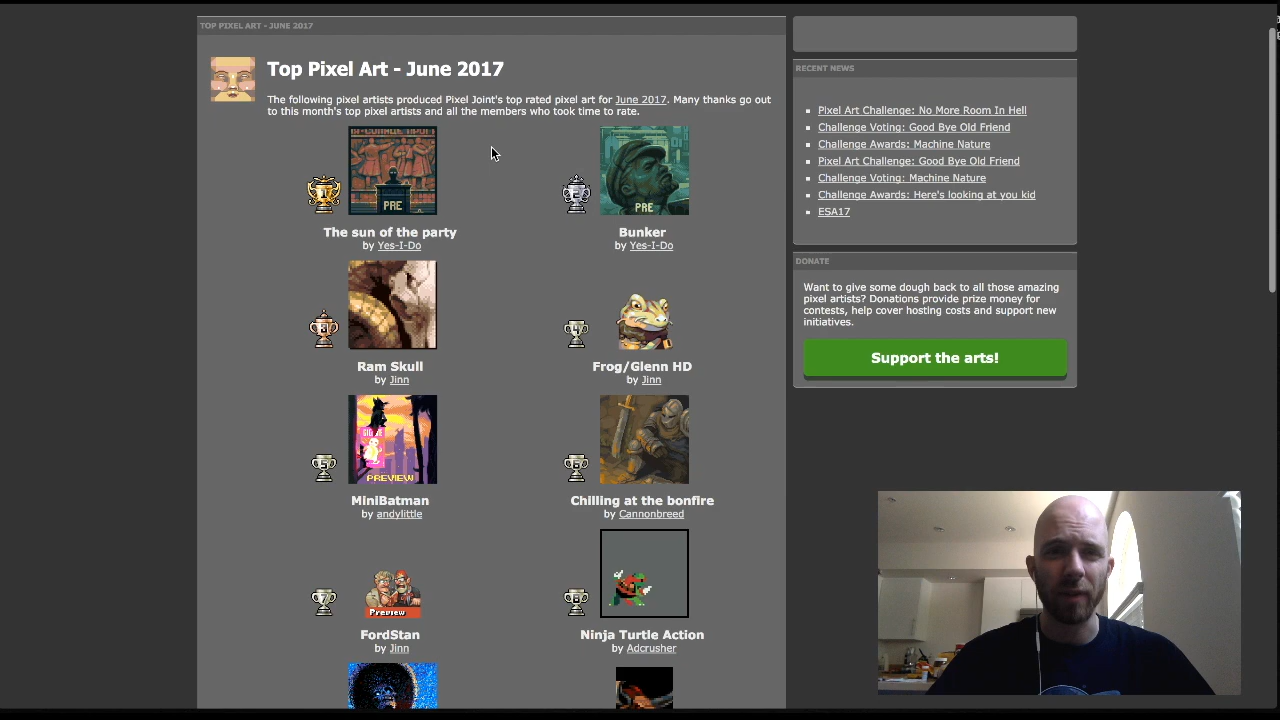 TOP PIXEL ART - JUNE 2017
Top Pixel Art - June 2017
The following pixel artists produced Pixel Joint's top rated pixel art for June 2017. Many thanks go out
to this month's top pixel artists and all the members who took time to rate.
PRE
PRE
The sun of the party
by Yes-I-Do
Bunker
by Yes-I-Do
Ram Skull
by Jinn
Frog/Glenn HD
by Jinn
PREVIEW
MiniBatman
by andylittle
Chilling at the bonfire
by Cannonbreed
Preview
FordStan
by Jinn
Ninja Turtle Action
by Adcrusher
RECENT NEWS
Pixel Art Challenge: No More Room In Hell
Challenge Voting: Good Bye Old Friend
Challenge Awards: Machine Nature
Pixel Art Challenge: Good Bye Old Friend
Challenge Voting: Machine Nature
Challenge Awards: Here's looking at you kid
ESA17
DONATE
Want to give some dough back to all those amazing
pixel artists? Donations provide prize money for
contests, help cover hosting costs and support new
initiatives.
Support the arts!